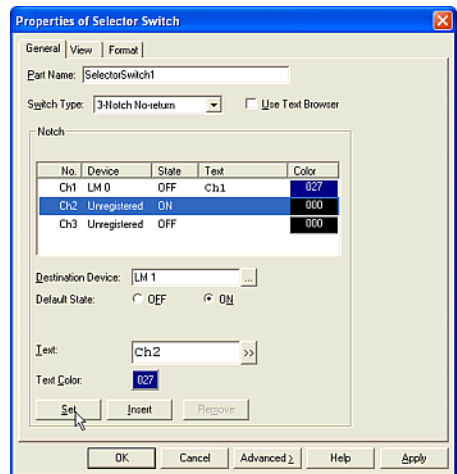 Properties of Selector Switch
General View Format
Part Name: SelectorSwitch1
Switch Type: 3-Notch No-return Use Text Browser
Notch
No. Device State Text Color
Ch1 LM 0 OFF Ch1 027
Ch2 Unregistered ON 000
Ch3 Unregistered OFF 000
Destination Device: LM 1 ...
Default State: OFF ON
Text: Ch2 >>
Text Color: 027
Set Insert Remove
OK Cancel Advanced > Help Apply